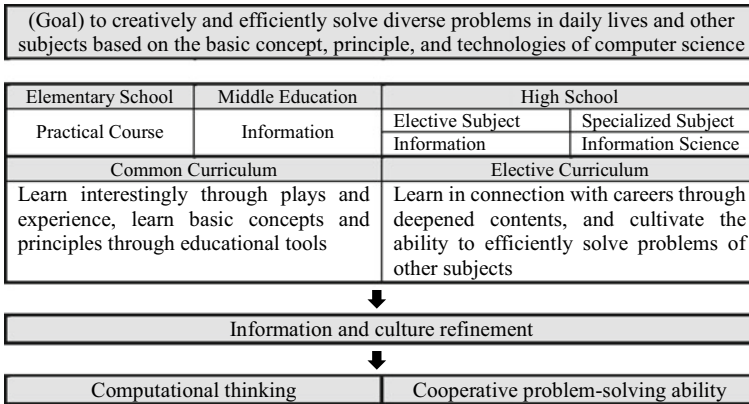 (Goal) to creatively and efficiently solve diverse problems in daily lives and other
subjects based on the basic concept, principle, and technologies of computer science
Elementary School Middle Education High School
Practical Course Information Elective Subject Specialized Subject
Information Information Science
Common Curriculum Elective Curriculum
Learn interestingly through plays and
experience, learn basic concepts and
principles through educational tools
Learn in connection with careers through
deepened contents, and cultivate the
ability to efficiently solve problems of
other subjects
Information and culture refinement
Computational thinking Cooperative problem-solving ability